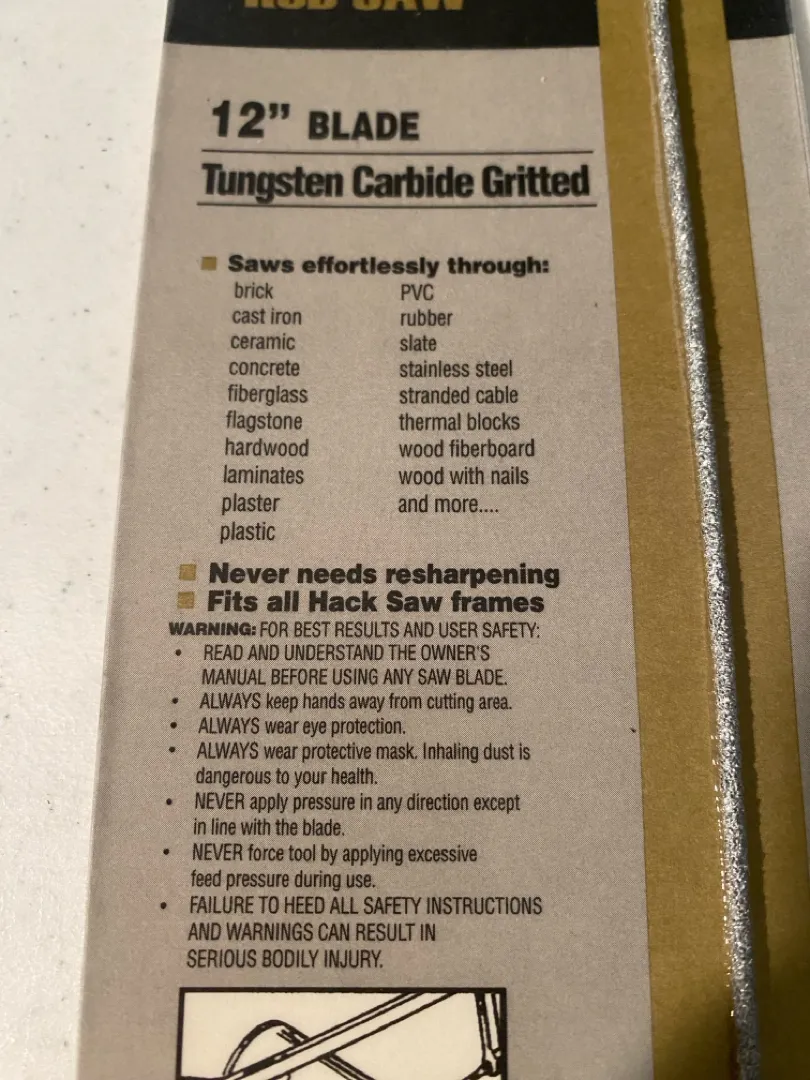 ROD SAW
12” BLADE
Tungsten Carbide Gritted
Saws effortlessly through:
brick
cast iron
ceramic
concrete
fiberglass
flagstone
hardwood
laminates
plaster
plastic
PVC
rubber
slate
stainless steel
stranded cable
thermal blocks
wood fiberboard
wood with nails
and more....
Never needs resharpening
Fits all Hack Saw frames
WARNING: FOR BEST RESULTS AND USER SAFETY:
• READ AND UNDERSTAND THE OWNER'S
MANUAL BEFORE USING ANY SAW BLADE.
• ALWAYS keep hands away from cutting area.
• ALWAYS wear eye protection.
• ALWAYS wear protective mask. Inhaling dust is
dangerous to your health.
• NEVER apply pressure in any direction except
in line with the blade.
• NEVER force tool by applying excessive
feed pressure during use.
• FAILURE TO HEED ALL SAFETY INSTRUCTIONS
AND WARNINGS CAN RESULT IN
SERIOUS BODILY INJURY.